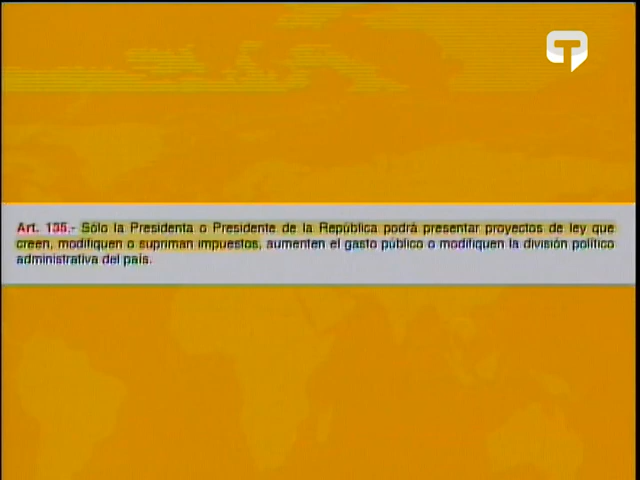 Art. 135.- Sólo la Presidenta o Presidente de la República podrá presentar proyectos de ley que
creen, modifiquen o supriman impuestos, aumenten el gasto público o modifiquen la división político
administrativa del país.